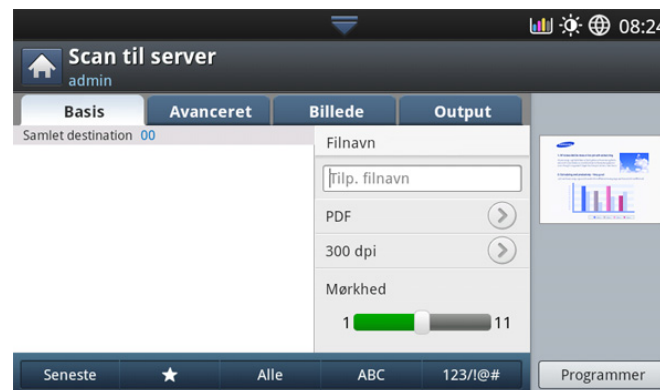 08:24
Scan til server
admin
Basis
Avanceret
Billede
Output
Samlet destination 00
Filnavn
Tilp. filnavn
PDF
300 dpi
Mørkhed
1
11
Seneste
Alle
ABC
123/!@#
Programmer